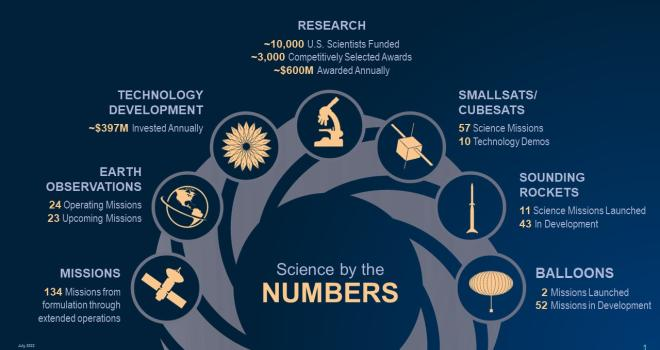 RESEARCH
~10,000 U.S. Scientists Funded
~3,000 Competitively Selected Awards
~$600M Awarded Annually
TECHNOLOGY
DEVELOPMENT
~$397M Invested Annually
SMALLSATS/
CUBESATS
57 Science Missions
10 Technology Demos
EARTH
OBSERVATIONS
24 Operating Missions
23 Upcoming Missions
SOUNDING
ROCKETS
11 Science Missions Launched
43 In Development
MISSIONS
134 Missions from
formulation through
extended operations
Science by the
NUMBERS
BALLOONS
2 Missions Launched
52 Missions in Development
July 2022
1